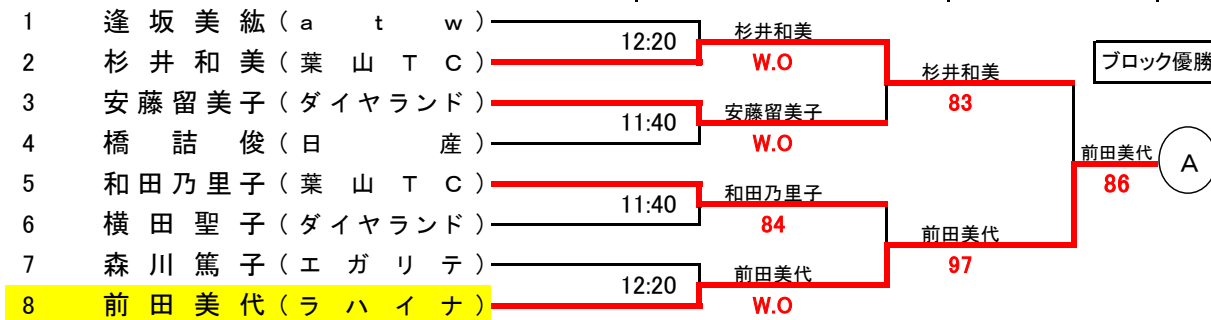 1 逢坂美紘(atw)
2 杉井和美(葉山TC)
3 安藤留美子(ダイヤランド)
4 橋詰俊(日産)
5 和田乃里子(葉山TC)
6 横田聖子(ダイヤランド)
7 森川篤子(エガリテ)
8 前田美代(ラハイナ)
12:20
11:40
11:40
12:20
杉井和美
W.O
安藤留美子
W.O
和田乃里子
84
前田美代
W.O
杉井和美
83
前田美代
97
ブロック優勝
前田美代
86
A